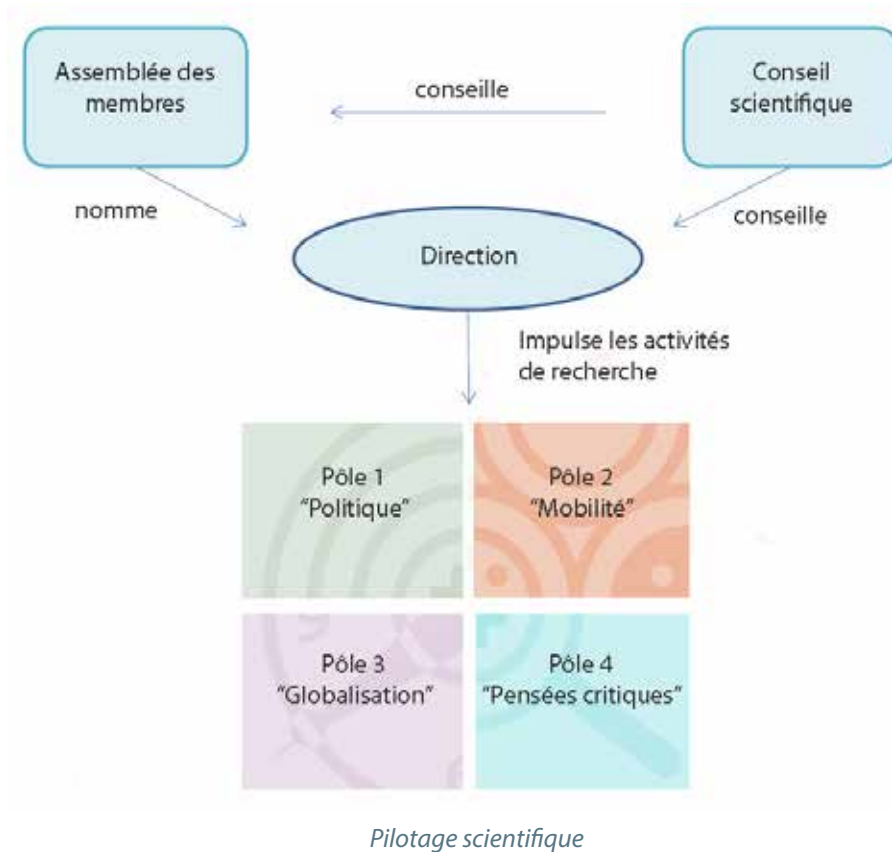 Assemblée des
membres
conseille
Conseil
scientifique
nomme
conseille
Direction
Impulse les activités
de recherche
Pôle 1
“Politique”
Pôle 2
“Mobilité”
Pôle 3
“Globalisation”
Pôle 4
“Pensées critiques”
Pilotage scientifique